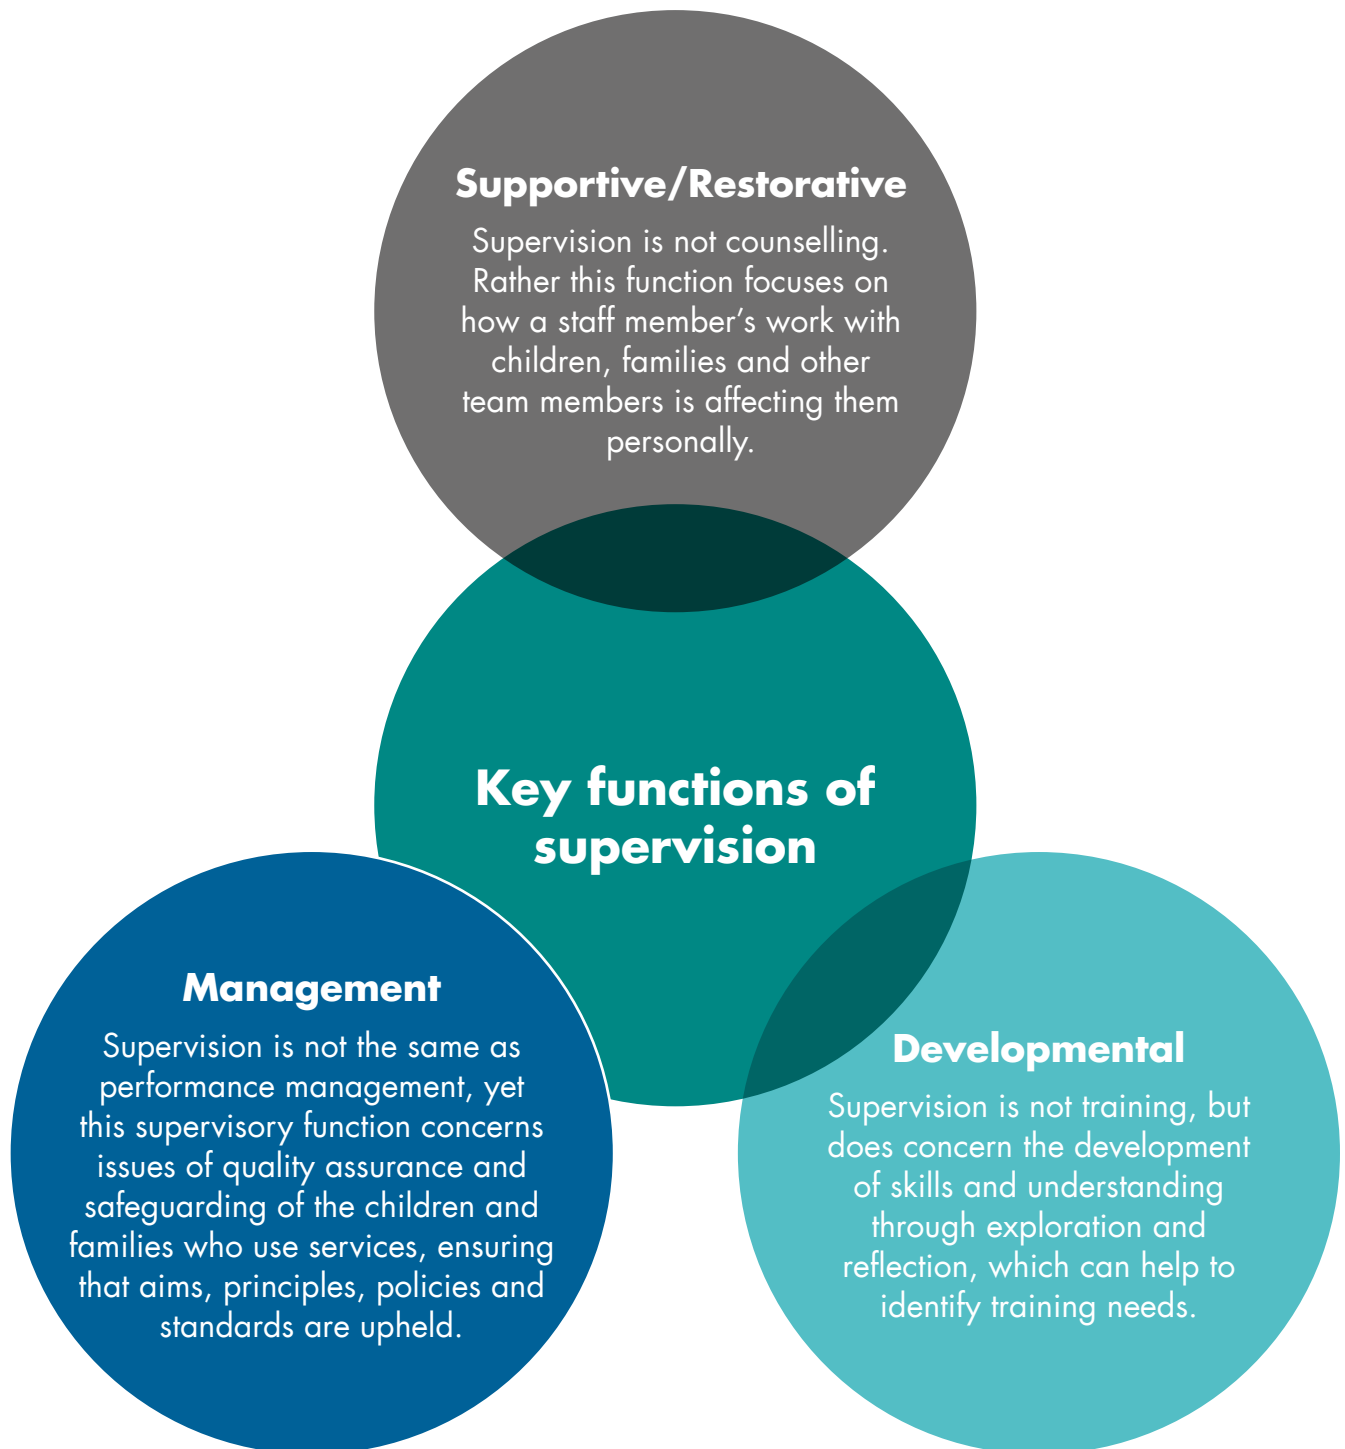 Supportive/Restorative
Supervision is not counselling.
Rather this function focuses on
how a staff member’s work with
children, families and other
team members is affecting them
personally.
Key functions of
supervision
Management
Supervision is not the same as
performance management, yet
this supervisory function concerns
issues of quality assurance and
safeguarding of the children and
families who use services, ensuring
that aims, principles, policies and
standards are upheld.
Developmental
Supervision is not training, but
does concern the development
of skills and understanding
through exploration and
reflection, which can help to
identify training needs.